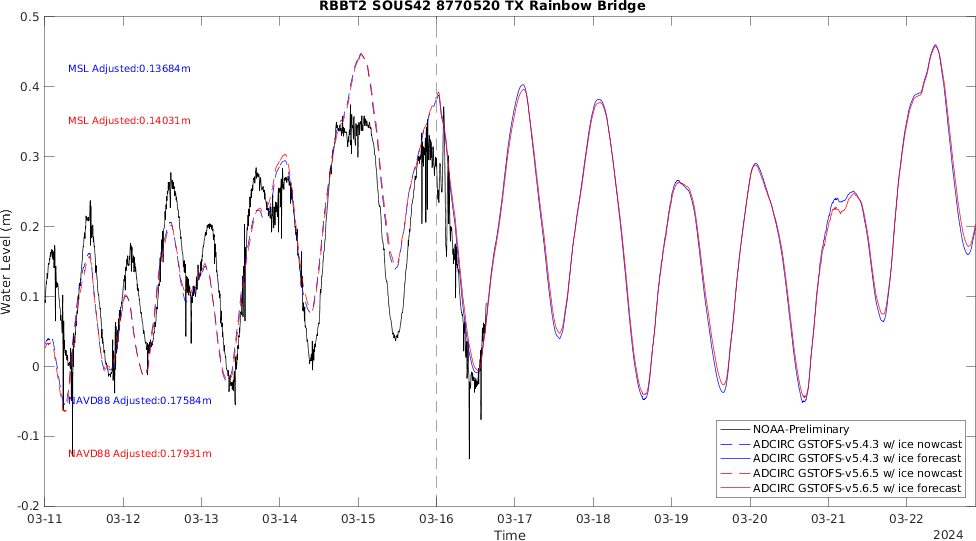 RBBT2 SOUS42 8770520 TX Rainbow Bridge
0.5
0.4
0.3
0.2
0.1
0
-0.1
-0.2
Water Level (m)
MSL Adjusted:0.13684m
MSL Adjusted:0.14031m
NAVD88 Adjusted:0.17584m
NAVD88 Adjusted:0.17931m
NOAA-Preliminary
ADCIRC GSTOFS-v5.4.3 w/ ice nowcast
ADCIRC GSTOFS-v5.4.3 w/ ice forecast
ADCIRC GSTOFS-v5.6.5 w/ ice nowcast
ADCIRC GSTOFS-v5.6.5 w/ ice forecast
03-11 03-12 03-13 03-14 03-15 03-16 03-17 03-18 03-19 03-20 03-21 03-22
Time
2024